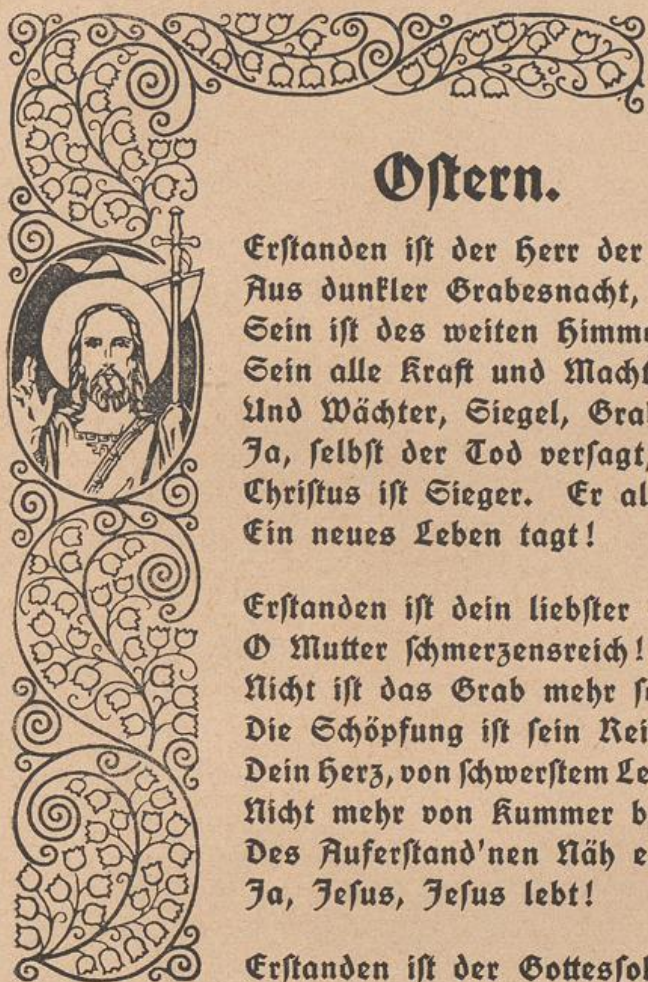 Ostern.
Erstanden ist der Herr der
Aus dunkler Grabesnacht,
Sein ist des weiten
Sein alle Kraft und
Und Wächter, Siegel,
Ja, selbst der Tod versagt,
Christus ist Sieger. Er
Ein neues Leben tagt!
Erstanden ist dein liebster
O Mutter schmerzensreich!
Nicht ist das Grab mehr
Die Schöpfung ist sein
Dein Herz, von schwerstem
Nicht mehr von Kummer
Des Auferstand'nen Näh
Ja, Jesus, Jesus lebt!
Erstanden ist der